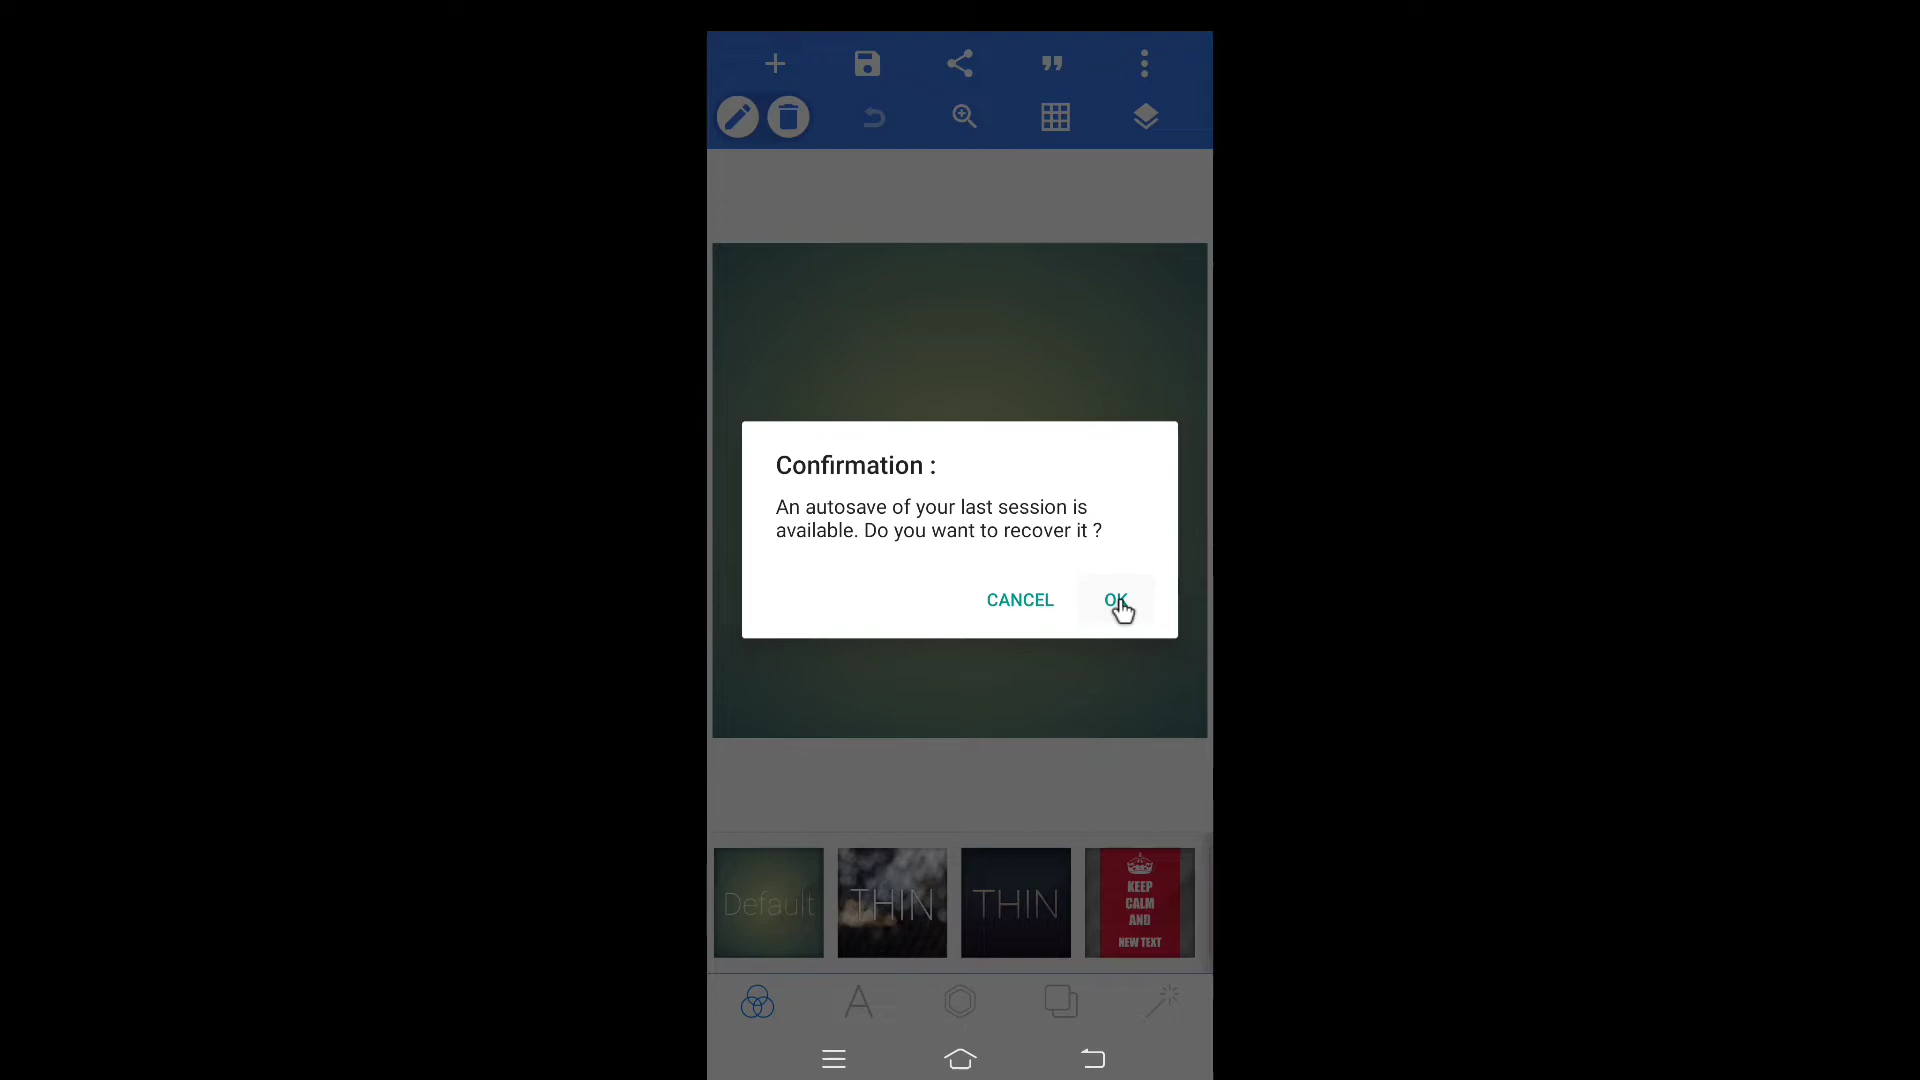 Confirmation :
An autosave of your last session is
available. Do you want to recover it ?
CANCEL OK
Default
THIN
THIN
KEEP
CALM
AND
NEW TEXT